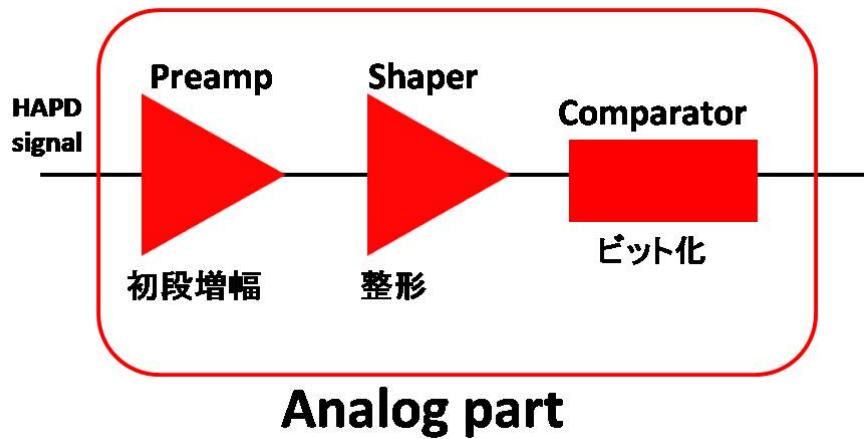 Preamp
Shaper
HAPD
signal
Comparator
初段増幅
整形
ビット化
Analog part